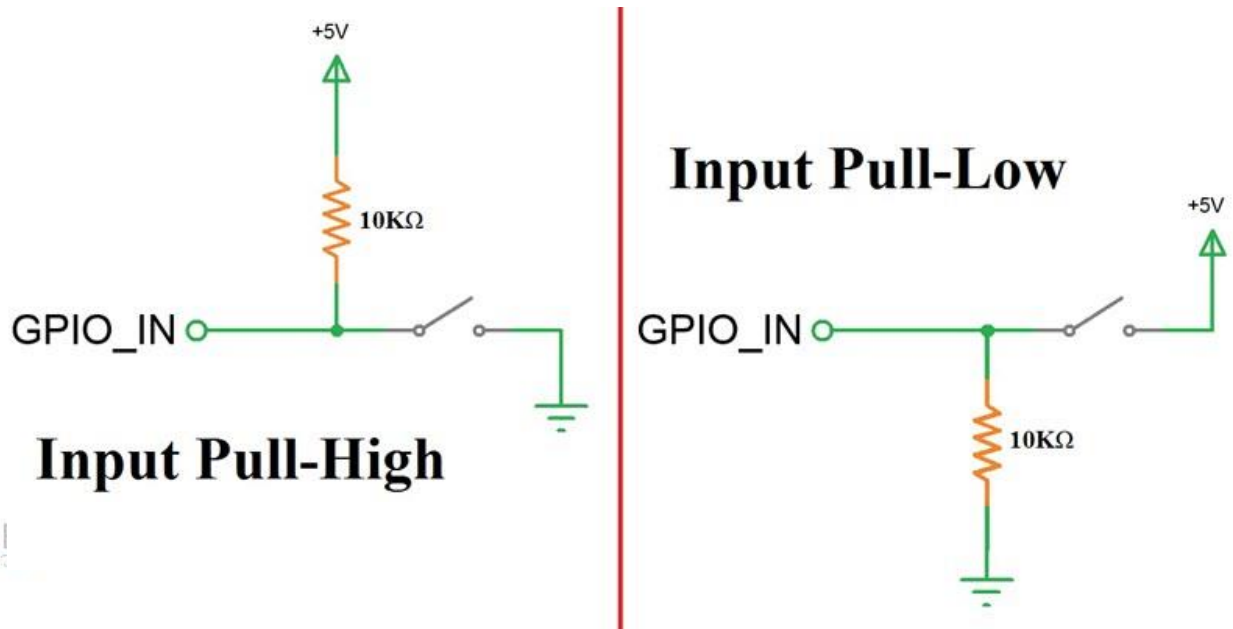 +5V
10KΩ
GPIO_IN
Input Pull-High
Input Pull-Low
+5V
GPIO_IN
10KΩ